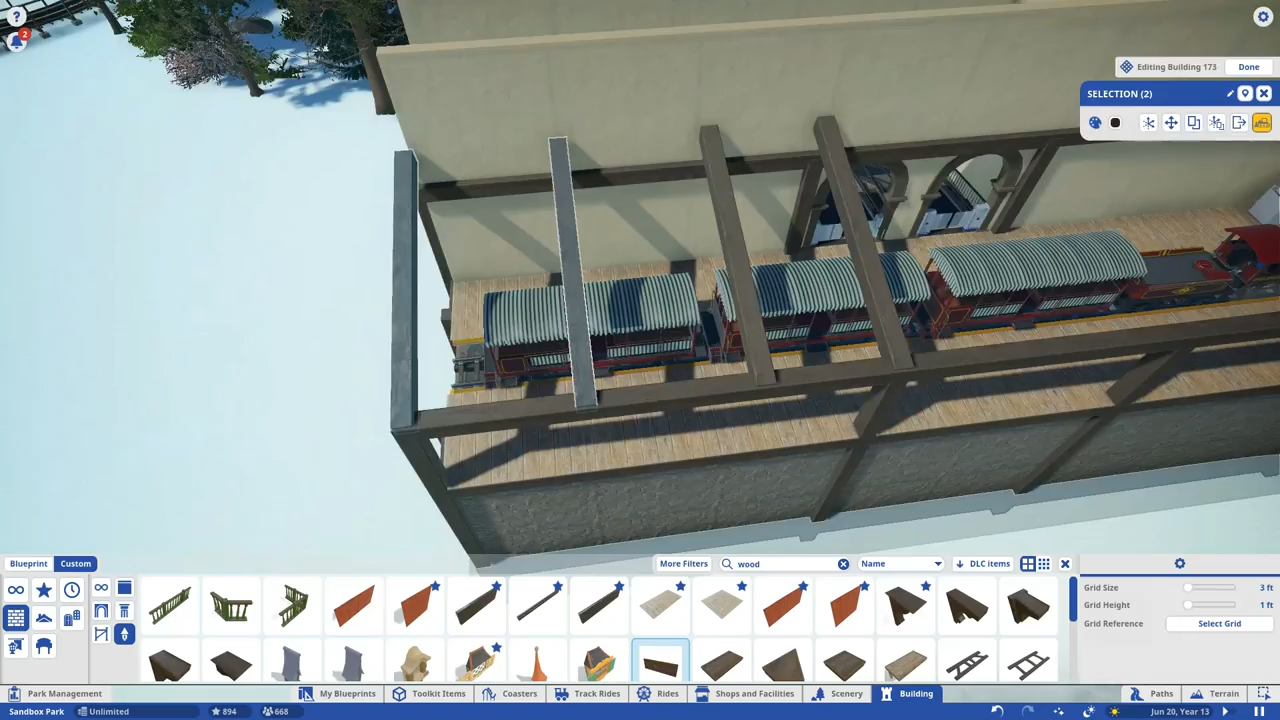 ?
2
Editing Building 173 Done
SELECTION (2)
Blueprint Custom
More Filters wood Name DLC items
Grid Size 3 ft
Grid Height 1 ft
Grid Reference Select Grid
Park Management My Blueprints Toolkit Items Coasters Track Rides Rides Shops and Facilities Scenery Building Paths Terrain
Sandbox Park Unlimited 894 668 Jun 20, Year 13